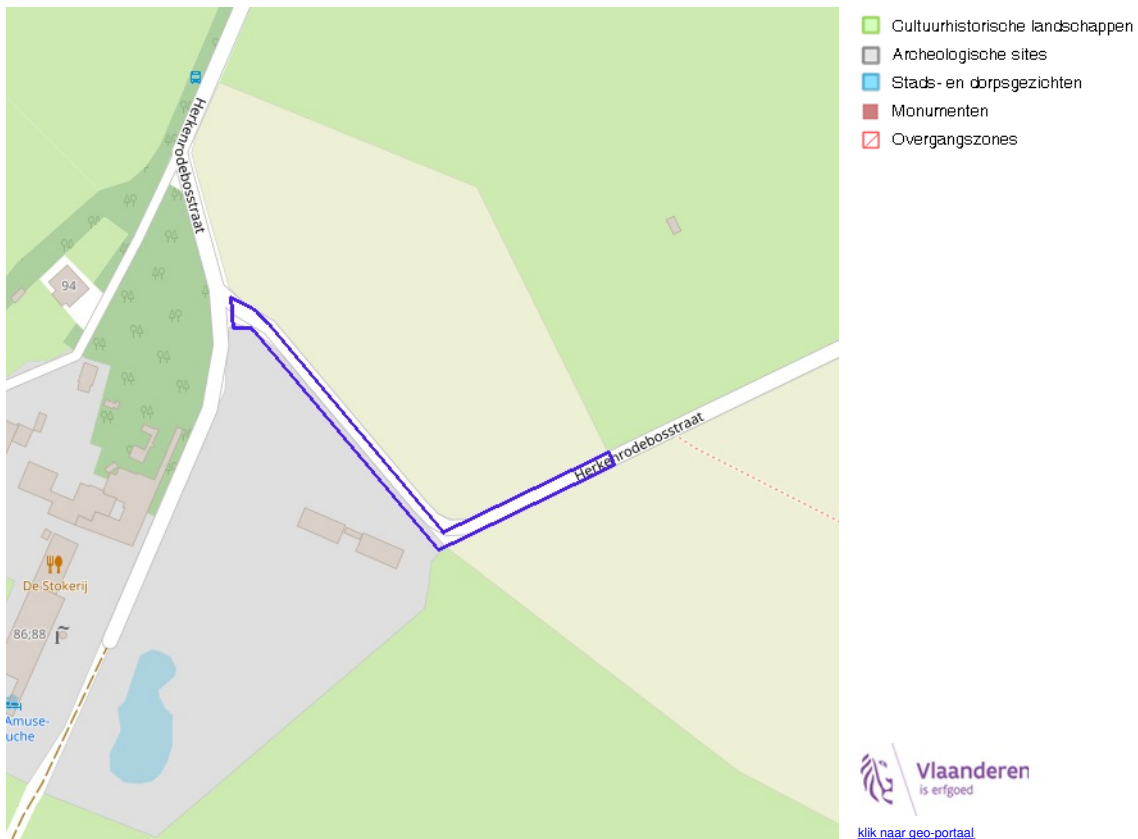 Cultuurhistorische landschappen
Archeologische sites
Stads- en dorpsgezichten
Monumenten
Overgangszones
Herkenrodebosstraat
94
Herkenrodebosstraat
De Stokerij
86;88
Amuse-
uche
Vlaanderen
is erfgoed
klik naar geo-portaal